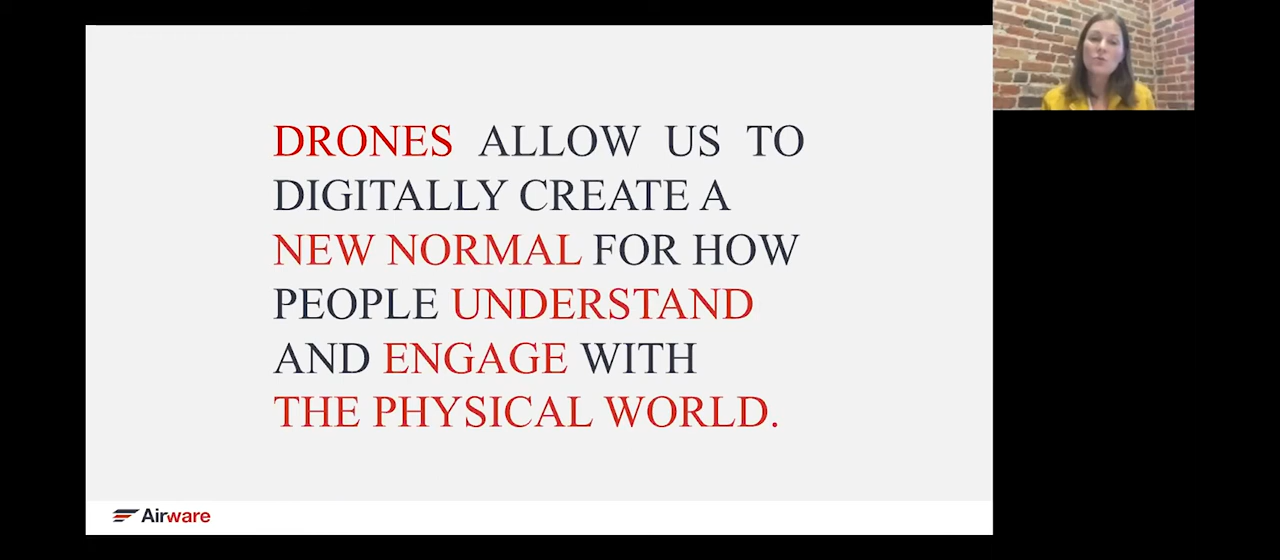 DRONES ALLOW US TO
DIGITALLY CREATE A
NEW NORMAL FOR HOW
PEOPLE UNDERSTAND
AND ENGAGE WITH
THE PHYSICAL WORLD.
Airware